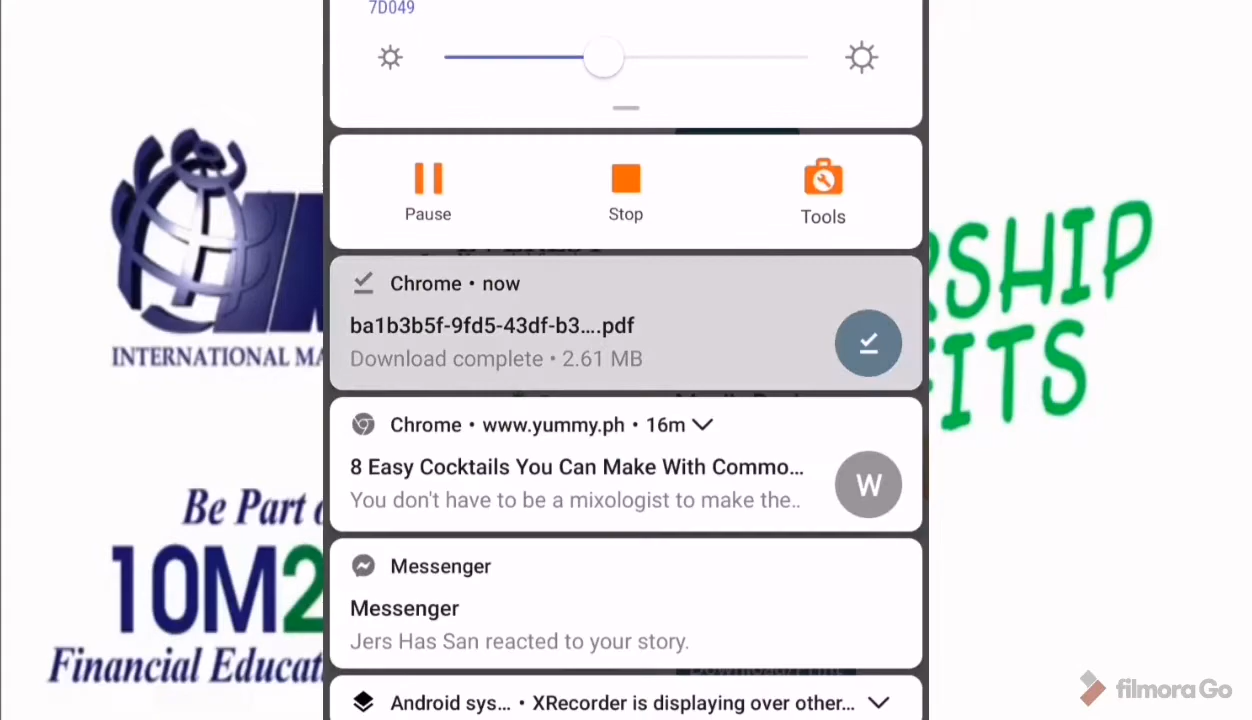 7D049
Pause
Stop
Tools
Chrome • now
ba1b3b5f-9fd5-43df-b3....pdf
Download complete • 2.61 MB
Chrome • www.yummy.ph • 16m
8 Easy Cocktails You Can Make With Commo...
You don't have to be a mixologist to make the..
W
Messenger
Messenger
Jers Has San reacted to your story.
Android sys... • XRecorder is displaying over other...
INTERNATIONAL MA
Be Part o
10M2
Financial Educat
RSHIP
ITS
filmora Go